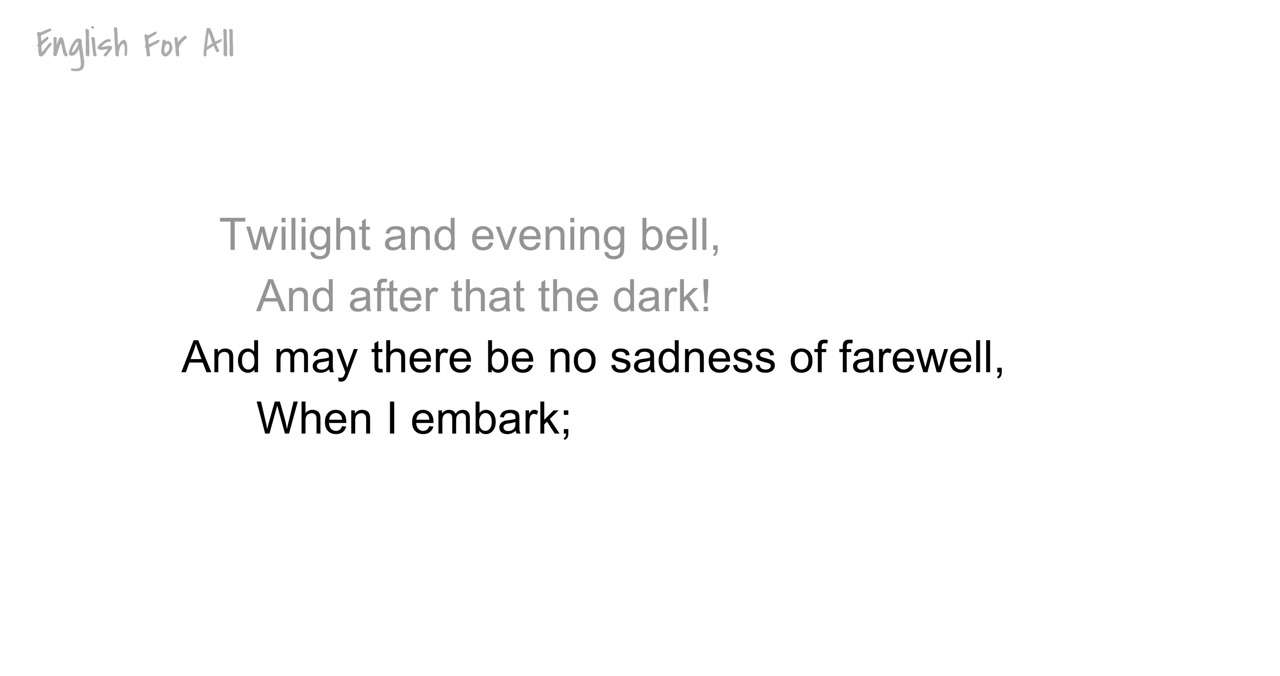 English For All
Twilight and evening bell,
And after that the dark!
And may there be no sadness of farewell,
When I embark;